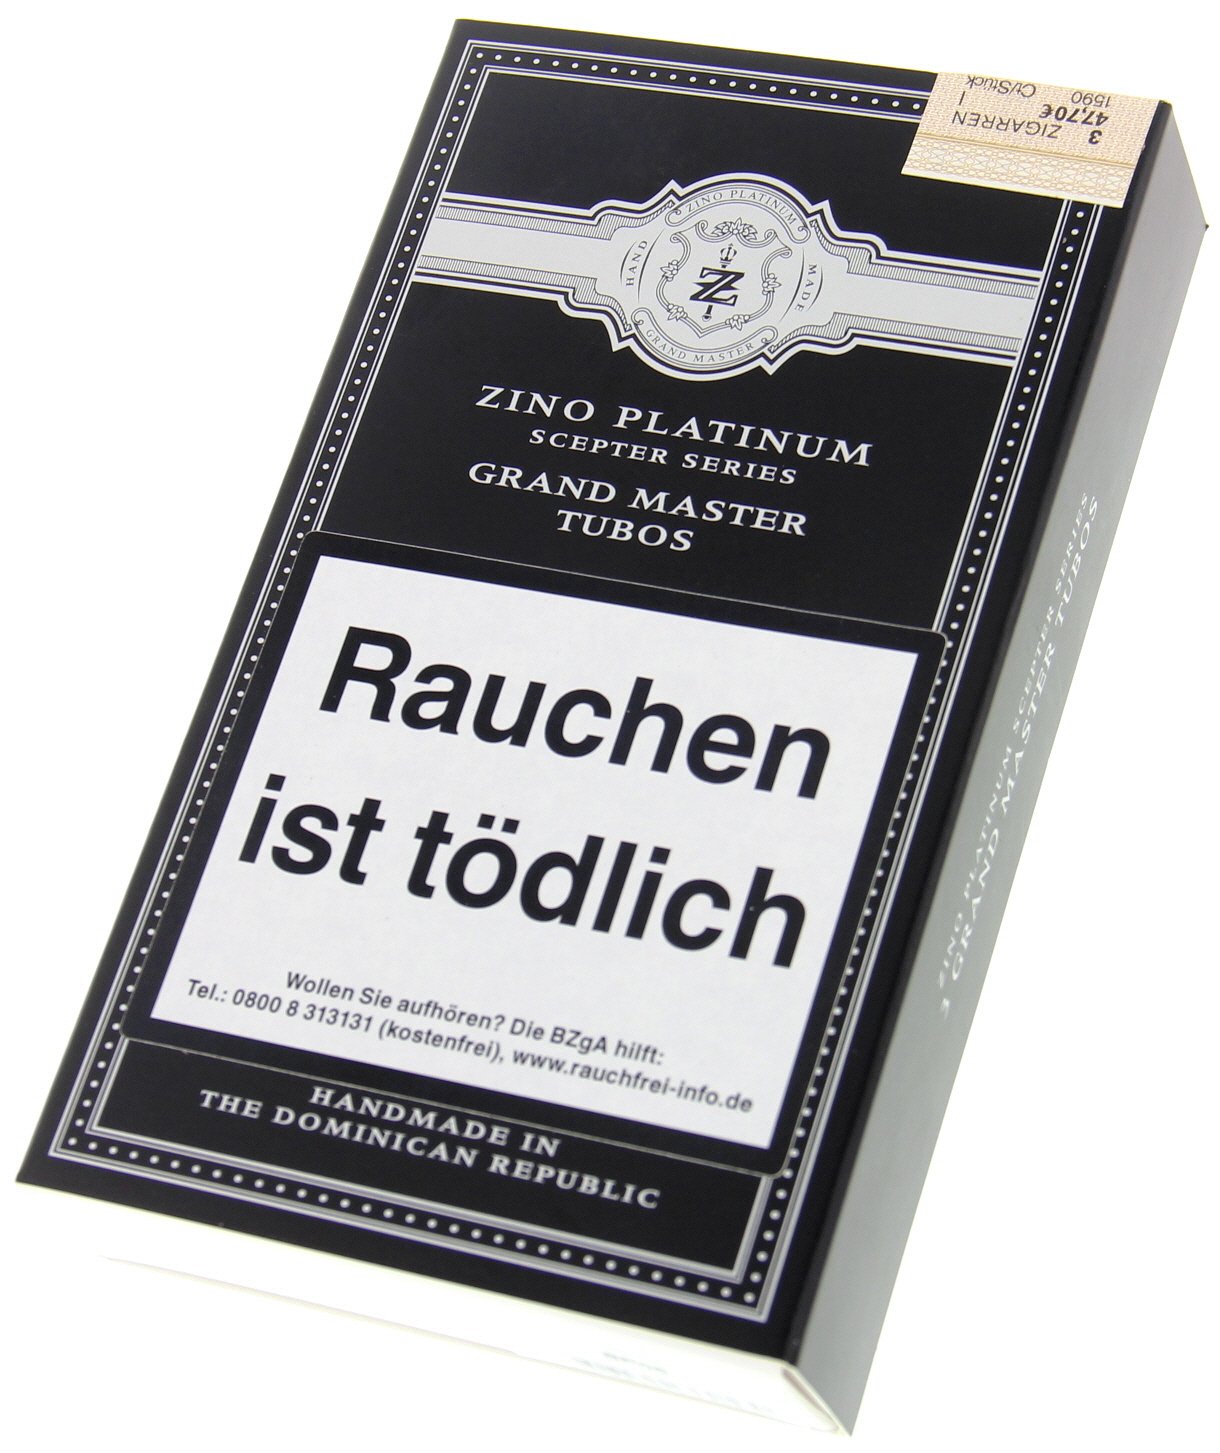 3
ZIGARREN
47,70€
1590
Ct/Stück
ZINO PLATINUM
HAND
MADE
Z
GRAND MASTER
ZINO PLATINUM
SCEPTER SERIES
GRAND MASTER
TUBOS
Rauchen
ist tödlich
Wollen Sie aufhören? Die BZgA hilft:
Tel.: 0800 8 313131 (kostenfrei), www.rauchfrei-info.de
HANDMADE IN
THE DOMINICAN REPUBLIC
ZINO PLATINUM SCEPTER SERIES
3 GRAND MASTER TUBOS